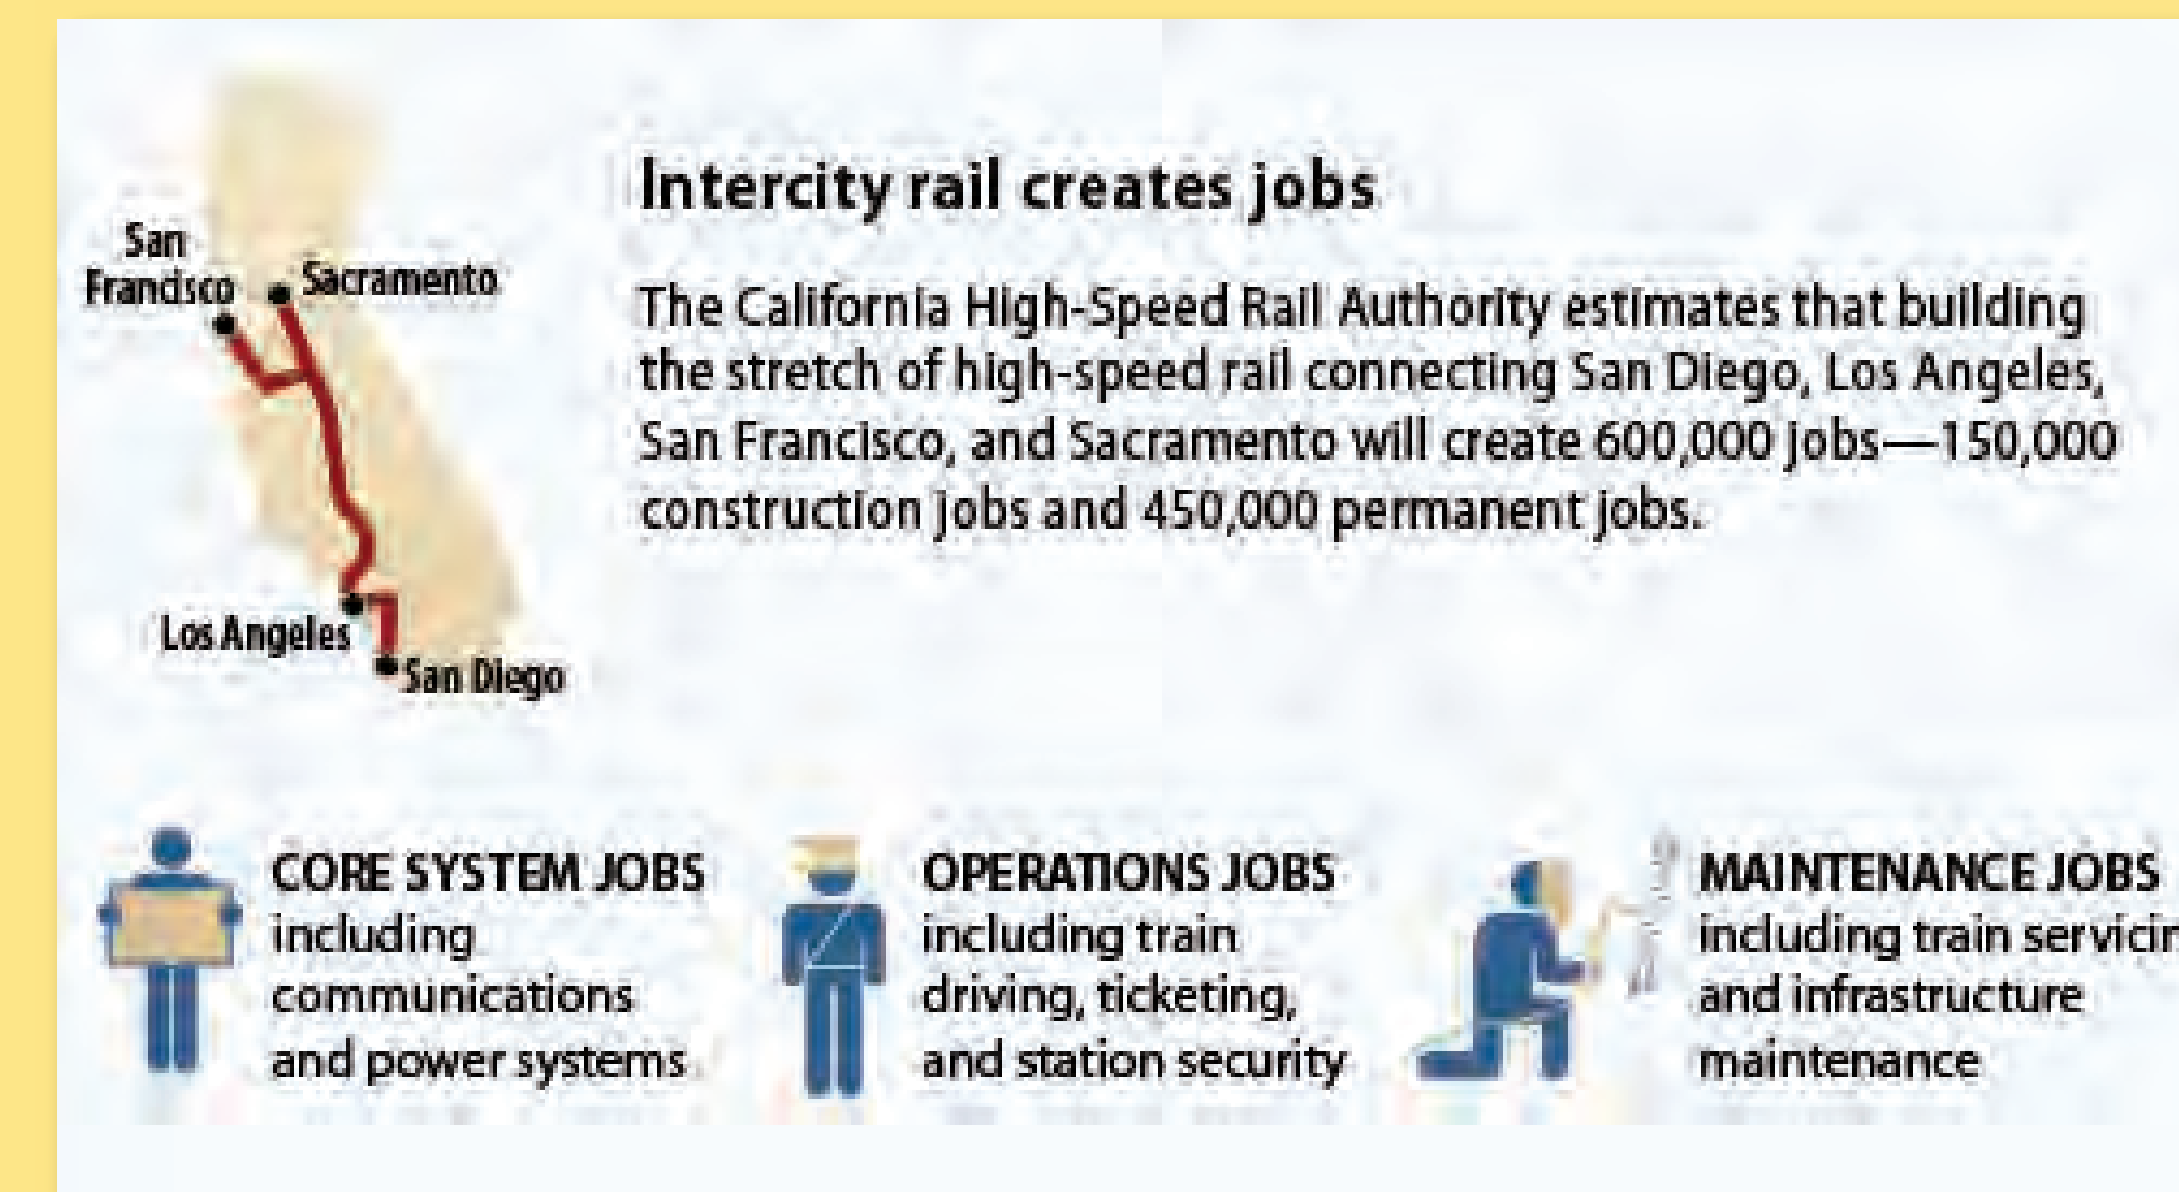 Intercity rail creates jobs
The California High-Speed Rail Authority estimates that building
the stretch of high-speed rail connecting San Diego, Los Angeles,
San Francisco, and Sacramento will create 600,000 jobs—150,000
construction jobs and 450,000 permanent jobs.
San
Francisco
Sacramento
Los Angeles
San Diego
CORE SYSTEM JOBS
including
communications
and power systems
OPERATIONS JOBS
including train
driving, ticketing,
and station security
MAINTENANCE JOBS
including train servicin
and infrastructure
maintenance